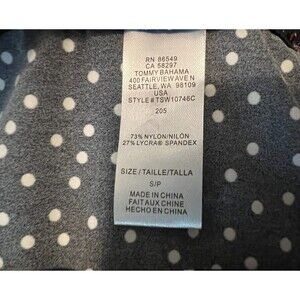 RN 86549
CA 58297
TOMMY BAHAMA
400 FAIRVIEW AVE N
SEATTLE, WA 98109
USA
STYLE# TSW10746C
205
73% NYLON/NILÓN
27% LYCRA® SPANDEX
SIZE/TAILLE/TALLA
S/P
MADE IN CHINA
FAIT AUX CHINE
HECHO EN CHINA